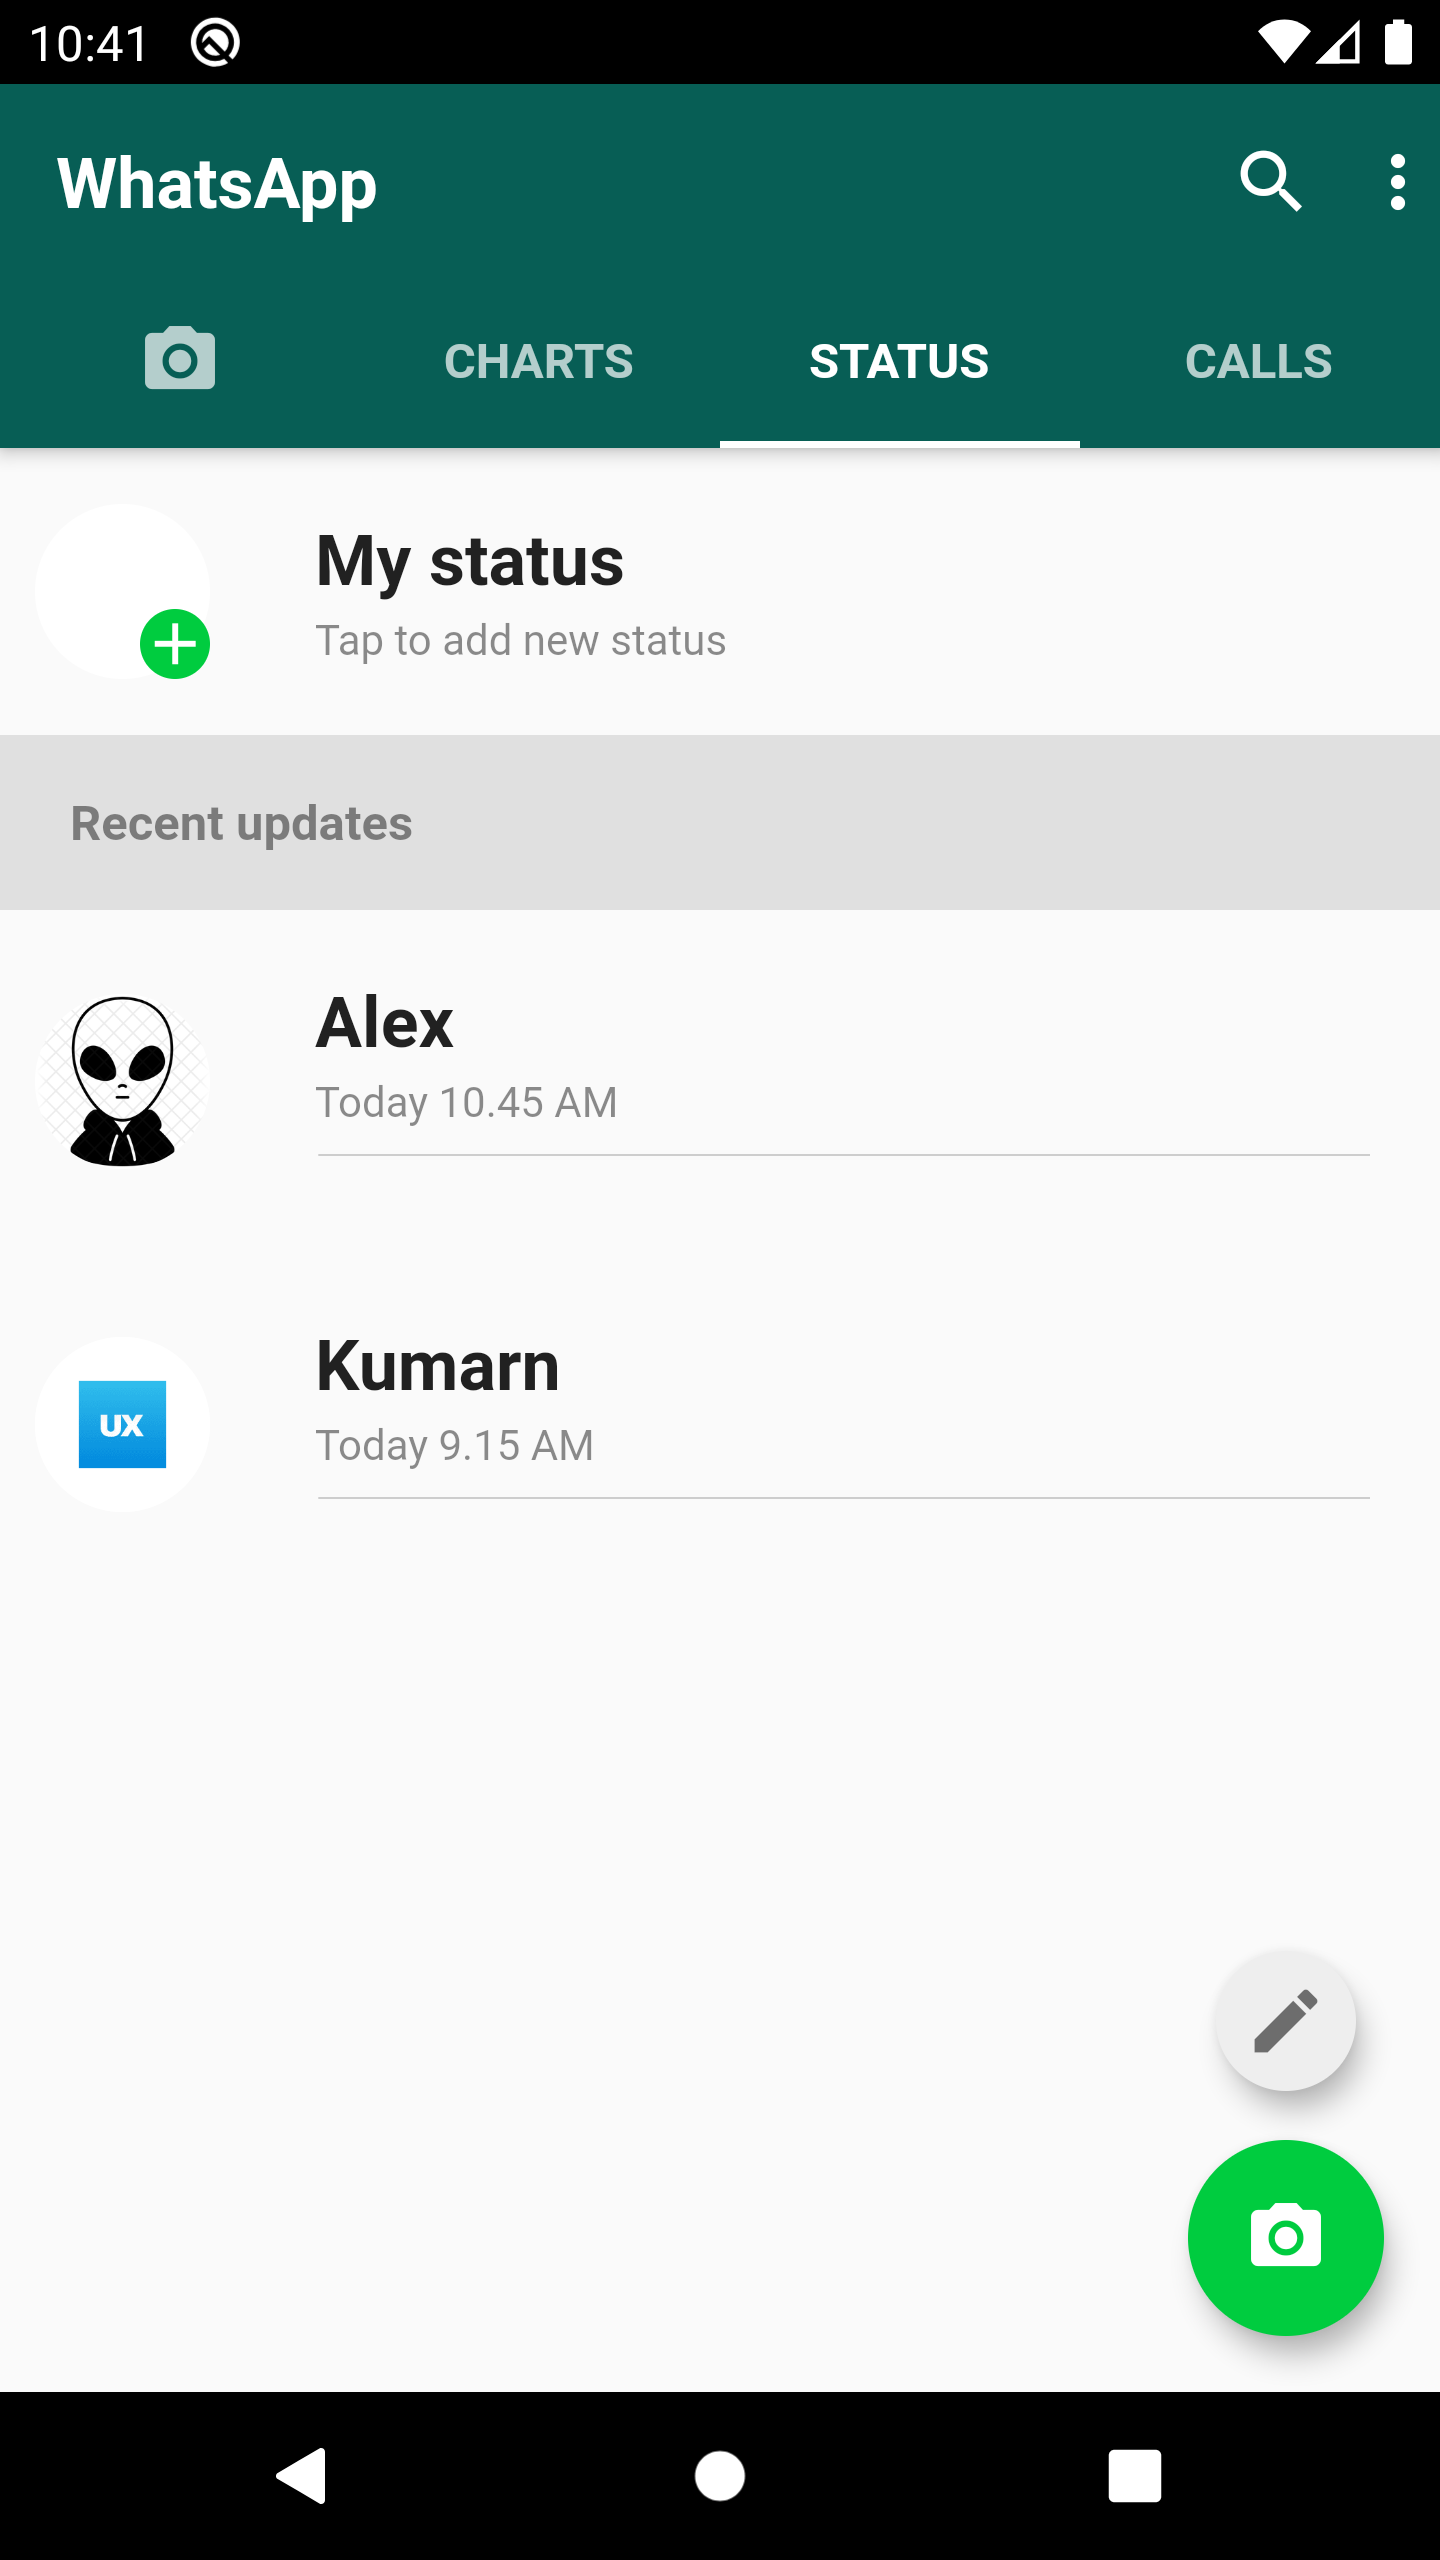 10:41
WhatsApp
CHARTS
STATUS
CALLS
My status
Tap to add new status
Recent updates
Alex
Today 10.45 AM
UX
Kumarn
Today 9.15 AM